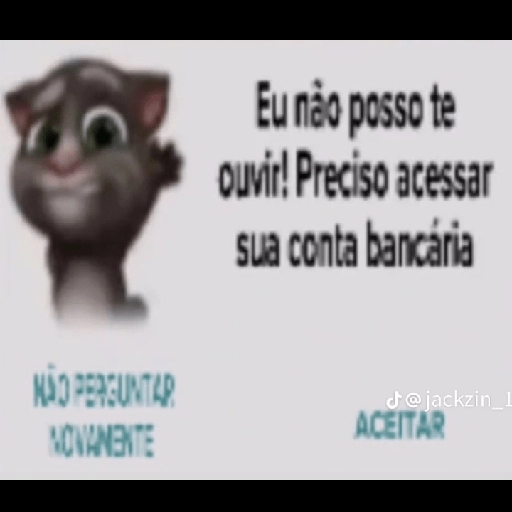 Eu não posso te
ouvir! Preciso acessar
sua conta bancária
NÃO PERGUNTAR
NOVAMENTE
@jackzin_1
ACEITAR